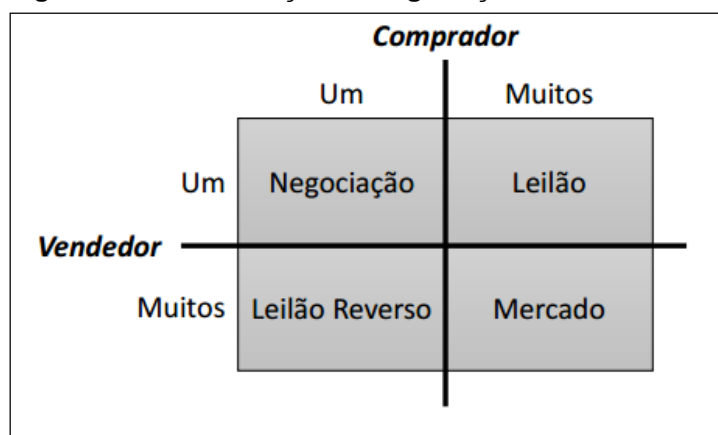 Comprador
Um Muitos
Um Negociação Leilão
Vendedor
Muitos Leilão Reverso Mercado